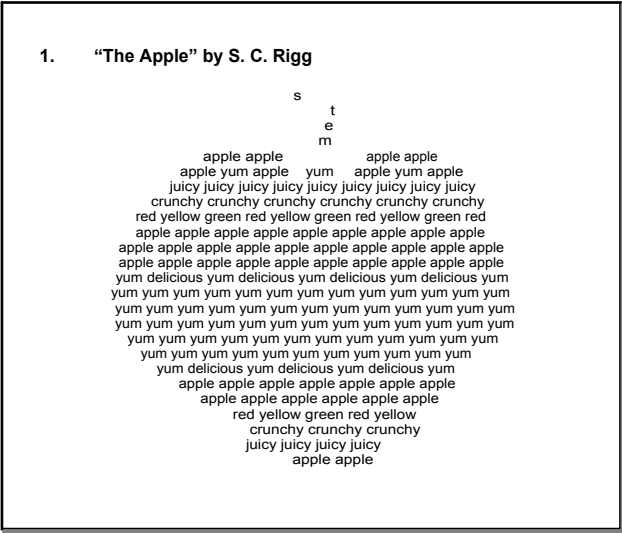 1. “The Apple” by S. C. Rigg
s
t
e
m
apple apple apple apple
apple yum apple yum apple yum apple
juicy juicy juicy juicy juicy juicy juicy juicy juicy
crunchy crunchy crunchy crunchy crunchy crunchy
red yellow green red yellow green red yellow green red
apple apple apple apple apple apple apple apple apple
apple apple apple apple apple apple apple apple apple apple
apple apple apple apple apple apple apple apple apple apple
yum delicious yum delicious yum delicious yum delicious yum
yum yum yum yum yum yum yum yum yum yum yum yum yum
yum yum yum yum yum yum yum yum yum yum yum yum yum
yum yum yum yum yum yum yum yum yum yum yum yum yum
yum yum yum yum yum yum yum yum yum yum yum yum
yum yum yum yum yum yum yum yum yum yum yum
yum delicious yum delicious yum delicious yum
apple apple apple apple apple apple apple
apple apple apple apple apple apple
red yellow green red yellow
crunchy crunchy crunchy
juicy juicy juicy juicy
apple apple